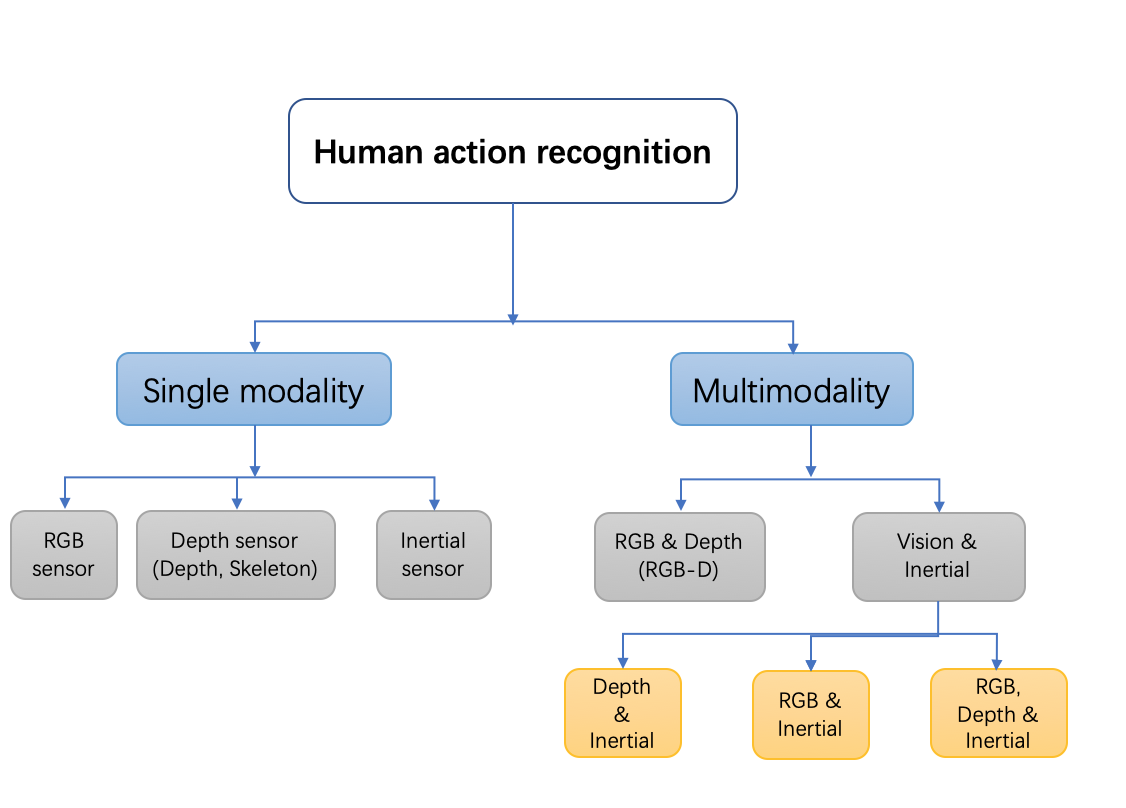 Human action recognition
Single modality
Multimodality
RGB
sensor
Depth sensor
(Depth, Skeleton)
Inertial
sensor
RGB & Depth
(RGB-D)
Vision &
Inertial
Depth
&
Inertial
RGB &
Inertial
RGB,
Depth &
Inertial